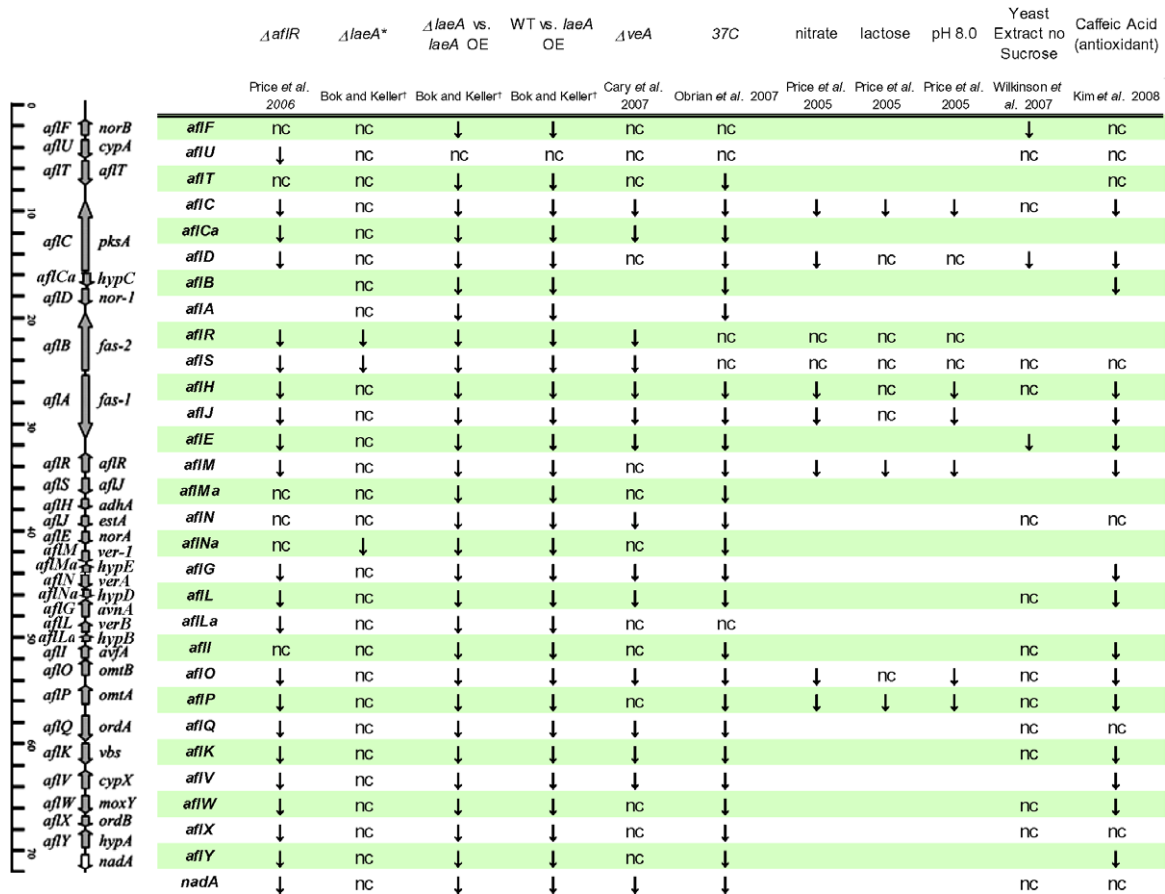 ΔaflR ΔlaeA* ΔlaeA vs. laeA OE WT vs. laeA OE ΔveA 37C nitrate lactose pH 8.0 Yeast Extract no Sucrose Caffeic Acid (antioxidant)
Price et al. 2006 Bok and Keller† Bok and Keller† Bok and Keller† Cary et al. 2007 Obrian et al. 2007 Price et al. 2005 Price et al. 2005 Price et al. 2005 Wilkinson et al. 2007 Kim et al. 2008
0
aflF norB
aflU cypA
aflT aflT
10
aflC pksA
aflCa hypC
aflD nor-1
20
aflB fas-2
aflA fas-1
30
aflR aflR
aflS aflJ
aflH adhA
aflJ estA
40
aflE norA
aflM ver-1
aflMa hypE
aflN verA
aflNa hypD
aflG avnA
aflL verB
50
aflLa hypB
aflI avfA
aflO omtB
aflP omtA
aflQ ordA
60
aflK vbs
aflV cypX
aflW moxY
aflX ordB
aflY hypA
70
nadA
aflF nc nc ↓ ↓ nc nc ↓ nc
aflU ↓ nc nc nc nc nc nc nc
aflT nc nc ↓ ↓ nc ↓ nc
aflC ↓ nc ↓ ↓ ↓ ↓ ↓ ↓ ↓ nc ↓
aflCa ↓ nc ↓ ↓ ↓ ↓
aflD ↓ nc ↓ ↓ nc ↓ ↓ nc nc ↓ ↓
aflB nc ↓ ↓ ↓ ↓
aflA nc ↓ ↓ ↓
aflR ↓ ↓ ↓ ↓ ↓ nc nc nc nc
aflS ↓ ↓ ↓ ↓ ↓ nc nc nc nc nc nc
aflH ↓ nc ↓ ↓ ↓ ↓ ↓ nc ↓ nc ↓
aflJ ↓ nc ↓ ↓ ↓ ↓ ↓ nc ↓ ↓
aflE ↓ nc ↓ ↓ ↓ ↓ ↓ ↓
aflM ↓ nc ↓ ↓ nc ↓ ↓ ↓ ↓ ↓
aflMa nc nc ↓ ↓ nc ↓
aflN nc nc ↓ ↓ ↓ ↓ nc nc
aflNa nc ↓ ↓ ↓ nc ↓
aflG ↓ nc ↓ ↓ ↓ ↓ ↓
aflL ↓ nc ↓ ↓ ↓ ↓ nc ↓
aflLa ↓ nc ↓ ↓ nc nc
aflI nc nc ↓ ↓ nc ↓ nc ↓
aflO ↓ nc ↓ ↓ ↓ ↓ ↓ nc ↓ nc ↓
aflP ↓ nc ↓ ↓ nc ↓ ↓ ↓ ↓ nc ↓
aflQ ↓ nc ↓ ↓ ↓ ↓ nc nc
aflK ↓ nc ↓ ↓ ↓ ↓ nc ↓
aflV ↓ nc ↓ ↓ ↓ ↓ ↓
aflW ↓ nc ↓ ↓ nc ↓ nc ↓
aflX ↓ nc ↓ ↓ nc ↓ nc nc
aflY ↓ nc ↓ ↓ nc ↓ ↓
nadA ↓ nc ↓ ↓ ↓ ↓ nc nc